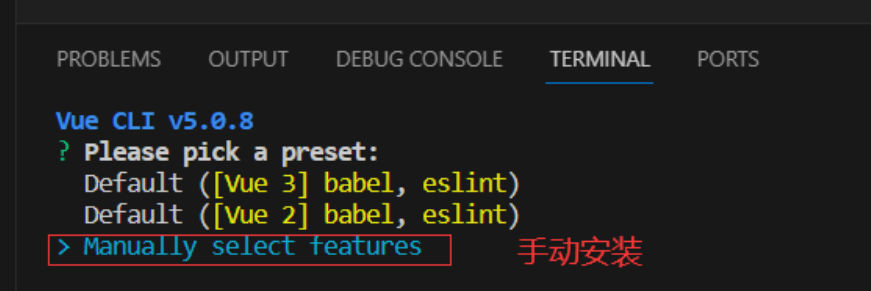 PROBLEMS OUTPUT DEBUG CONSOLE TERMINAL PORTS
Vue CLI v5.0.8
? Please pick a preset:
Default ([Vue 3] babel, eslint)
Default ([Vue 2] babel, eslint)
> Manually select features 手动安装